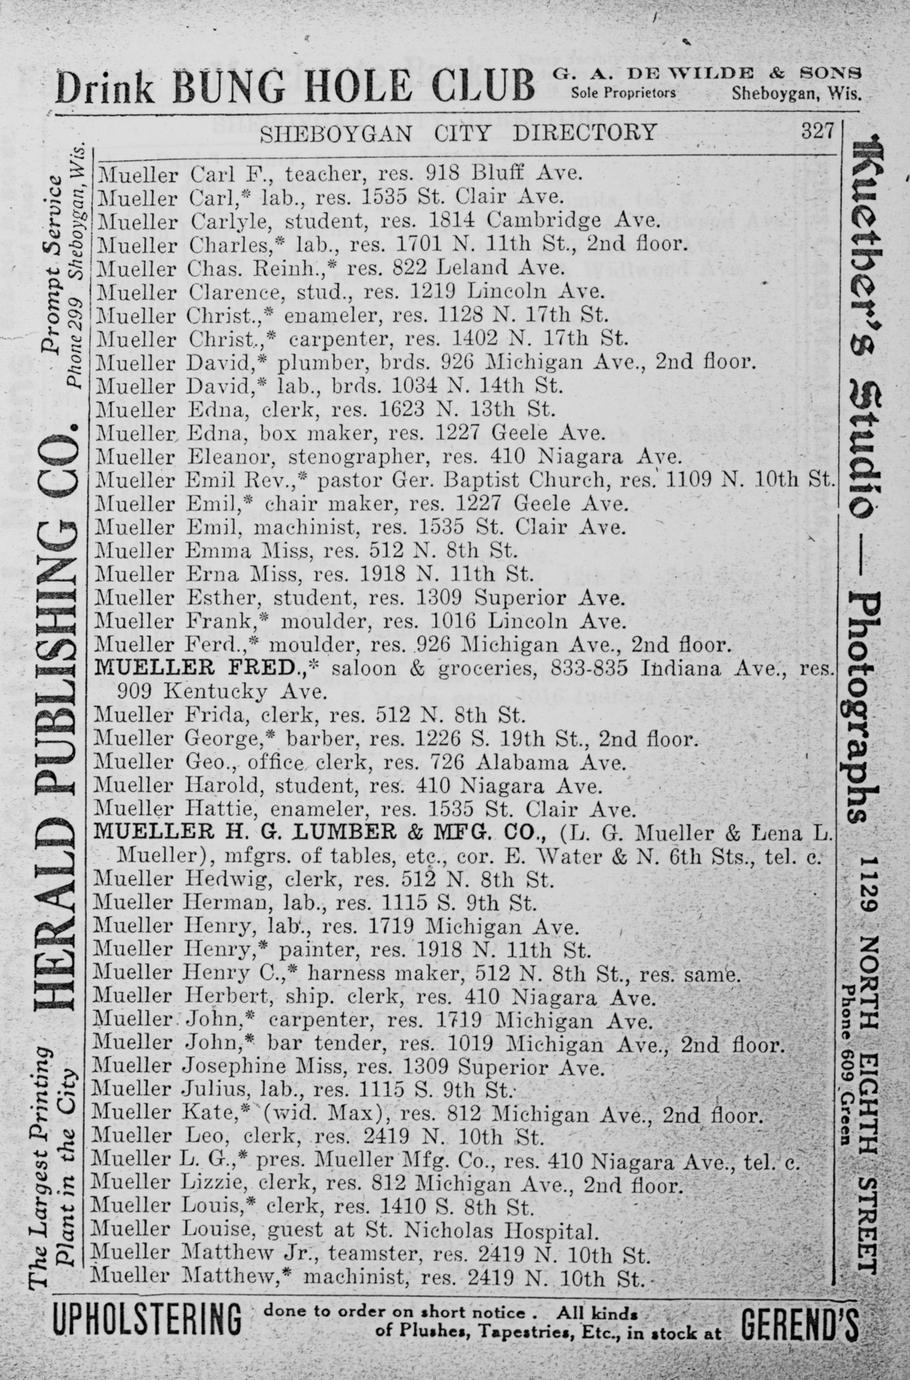 Drink BUNG HOLE CLUB G. A. DE WILDE & SONS
Sole Proprietors Sheboygan, Wis.
SHEBOYGAN CITY DIRECTORY 327
Mueller Carl F., teacher, res. 918 Bluff Ave.
Mueller Carl,* lab., res. 1535 St. Clair Ave.
Mueller Carlyle, student, res. 1814 Cambridge Ave.
Mueller Charles,* lab., res. 1701 N. 11th St., 2nd floor.
Mueller Chas. Reinh.,* res. 822 Leland Ave.
Mueller Clarence, stud., res. 1219 Lincoln Ave.
Mueller Christ.,* enameler, res. 1128 N. 17th St.
Mueller Christ.,* carpenter, res. 1402 N. 17th St.
Mueller David,* plumber, brds. 926 Michigan Ave., 2nd floor.
Mueller David,* lab., brds. 1034 N. 14th St.
Mueller Edna, clerk, res. 1623 N. 13th St.
Mueller Edna, box maker, res. 1227 Geele Ave.
Mueller Eleanor, stenographer, res. 410 Niagara Ave.
Mueller Emil Rev.,* pastor Ger. Baptist Church, res. 1109 N. 10th St.
Mueller Emil,* chair maker, res. 1227 Geele Ave.
Mueller Emil, machinist, res. 1535 St. Clair Ave.
Mueller Emma Miss, res. 512 N. 8th St.
Mueller Erna Miss, res. 1918 N. 11th St.
Mueller Esther, student, res. 1309 Superior Ave.
Mueller Frank,* moulder, res. 1016 Lincoln Ave.
Mueller Ferd.,* moulder, res. 926 Michigan Ave., 2nd floor.
MUELLER FRED.,* saloon & groceries, 833-835 Indiana Ave., res.
909 Kentucky Ave.
Mueller Frida, clerk, res. 512 N. 8th St.
Mueller George,* barber, res. 1226 S. 19th St., 2nd floor.
Mueller Geo., office clerk, res. 726 Alabama Ave.
Mueller Harold, student, res. 410 Niagara Ave.
Mueller Hattie, enameler, res. 1535 St. Clair Ave.
MUELLER H. G. LUMBER & MFG. CO., (L. G. Mueller & Lena L.
Mueller), mfgrs. of tables, etc., cor. E. Water & N. 6th Sts., tel. c.
Mueller Hedwig, clerk, res. 512 N. 8th St.
Mueller Herman, lab., res. 1115 S. 9th St.
Mueller Henry, lab., res. 1719 Michigan Ave.
Mueller Henry,* painter, res. 1918 N. 11th St.
Mueller Henry C.,* harness maker, 512 N. 8th St., res. same.
Mueller Herbert, ship. clerk, res. 410 Niagara Ave.
Mueller John,* carpenter, res. 1719 Michigan Ave.
Mueller John,* bar tender, res. 1019 Michigan Ave., 2nd floor.
Mueller Josephine Miss, res. 1309 Superior Ave.
Mueller Julius, lab., res. 1115 S. 9th St.
Mueller Kate,* (wid. Max), res. 812 Michigan Ave., 2nd floor.
Mueller Leo, clerk, res. 2419 N. 10th St.
Mueller L. G.,* pres. Mueller Mfg. Co., res. 410 Niagara Ave., tel. c.
Mueller Lizzie, clerk, res. 812 Michigan Ave., 2nd floor.
Mueller Louis,* clerk, res. 1410 S. 8th St.
Mueller Louise, guest at St. Nicholas Hospital.
Mueller Matthew Jr., teamster, res. 2419 N. 10th St.
Mueller Matthew,* machinist, res. 2419 N. 10th St.
The Largest Printing
Plant in the City
HERALD PUBLISHING CO.
Prompt Service
Phone 299 Sheboygan, Wis.
Kuether's Studio — Photographs 1129 NORTH EIGHTH STREET
Phone 609 Green
UPHOLSTERING done to order on short notice. All kinds
of Plushes, Tapestries, Etc., in stock at GEREND'S